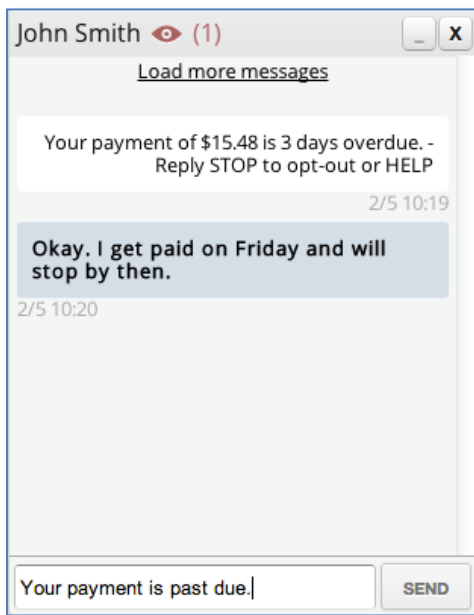 John Smith (1) _ X
Load more messages
Your payment of $15.48 is 3 days overdue. -
Reply STOP to opt-out or HELP
2/5 10:19
Okay. I get paid on Friday and will
stop by then.
2/5 10:20
Your payment is past due. SEND